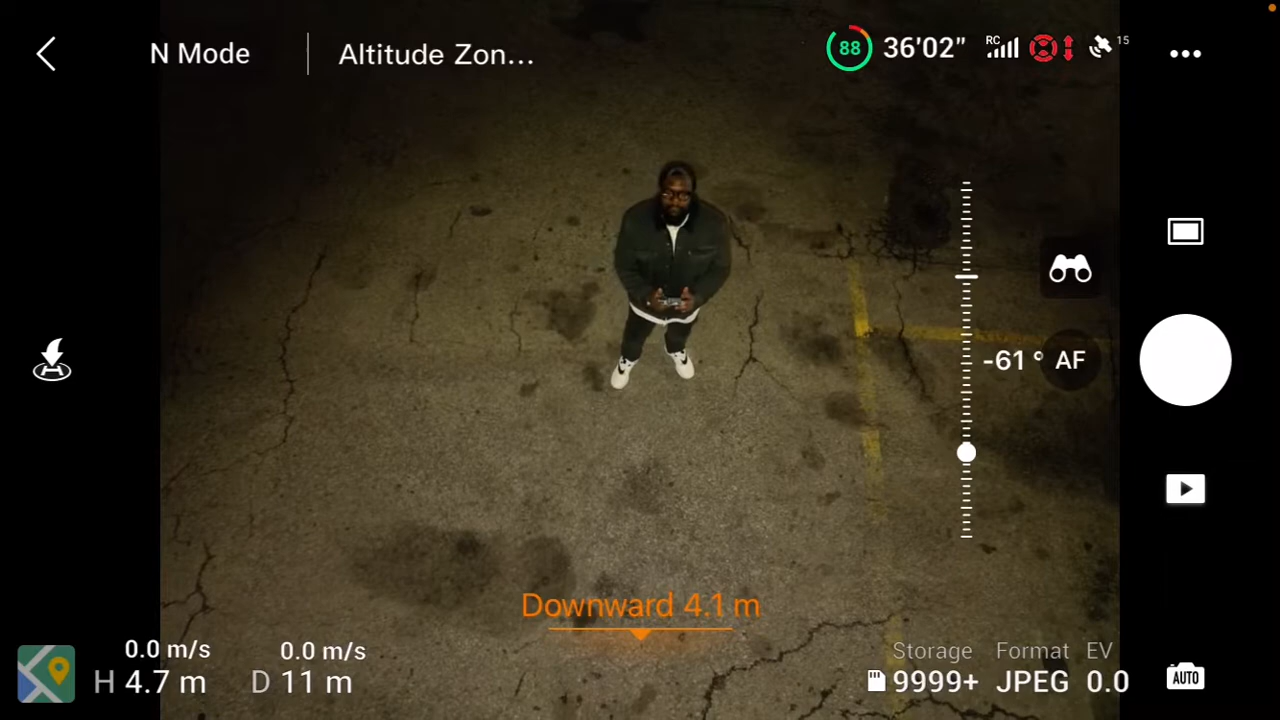 N Mode
Altitude Zon...
88
36'02"
RC
15
-61 °
AF
Downward 4.1 m
0.0 m/s
0.0 m/s
H 4.7 m
D 11 m
Storage Format EV
9999+ JPEG 0.0
AUTO